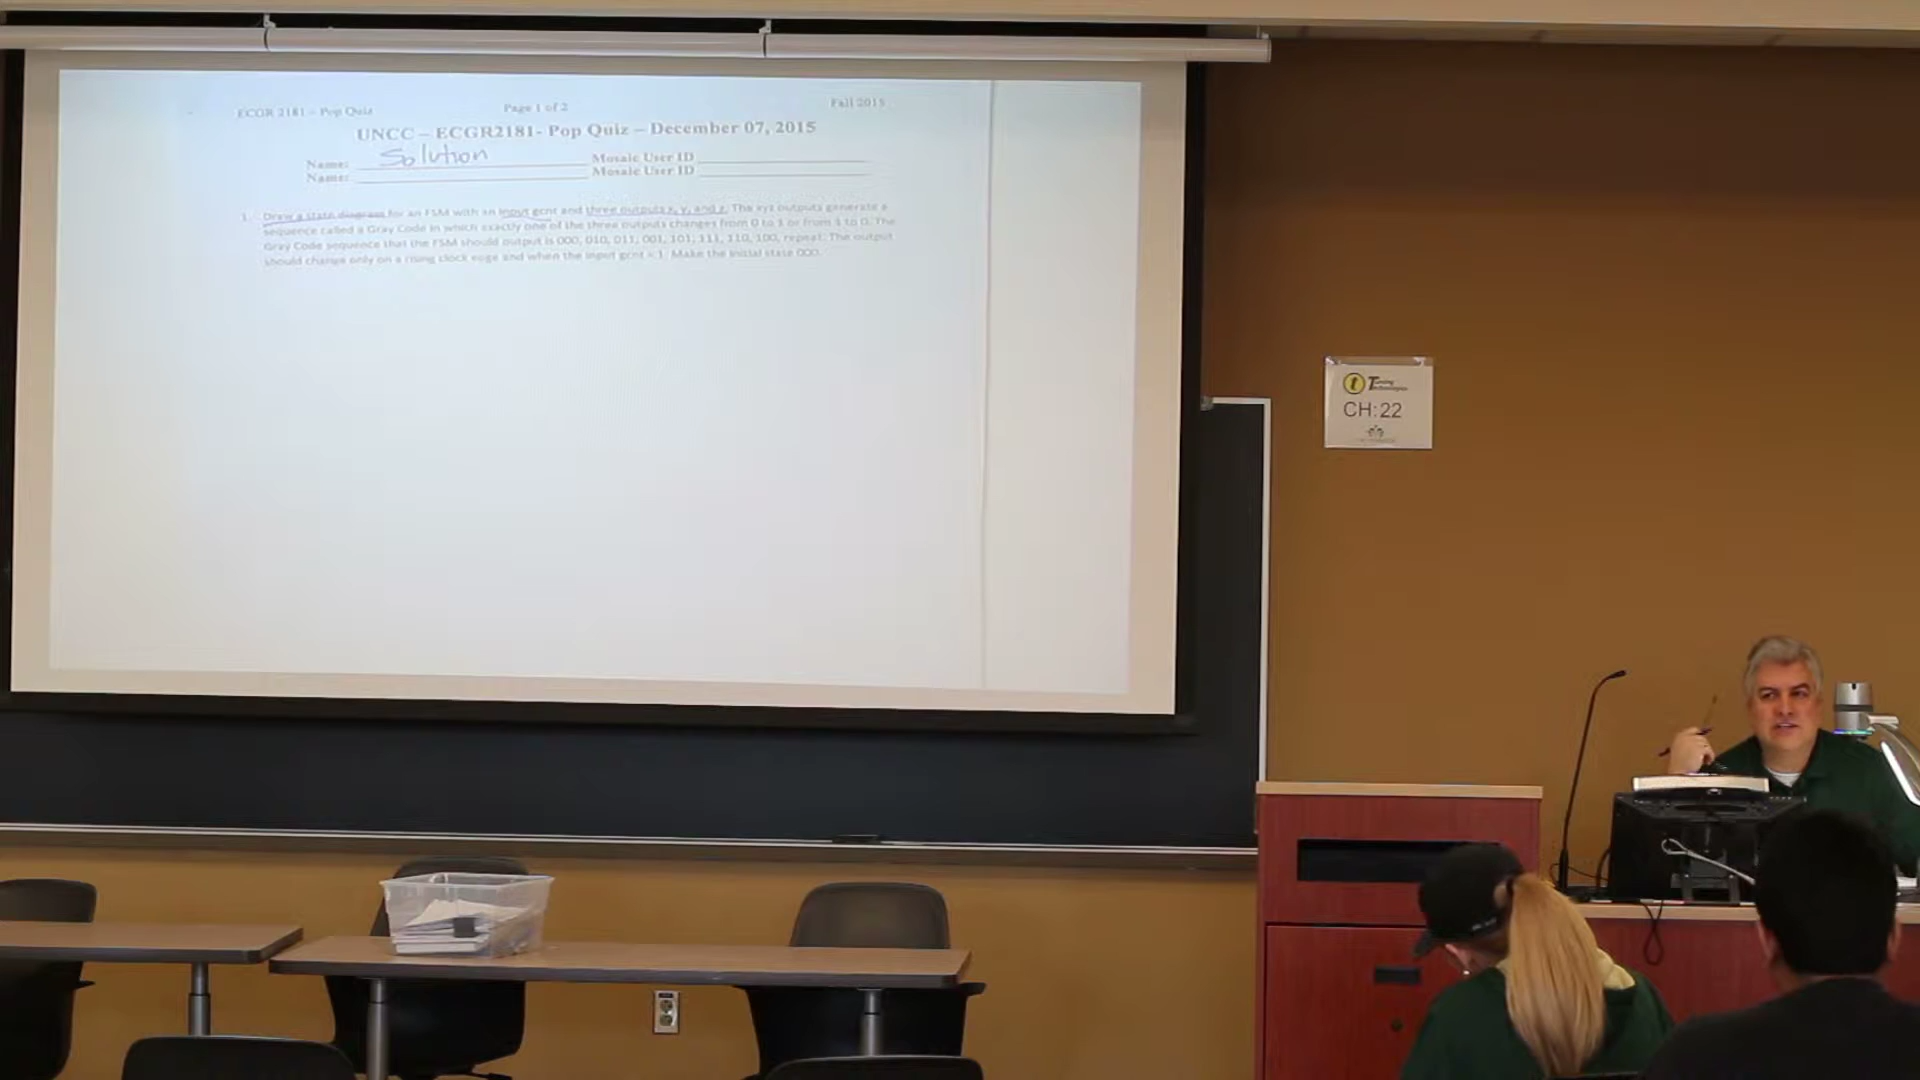 ECGR 2181 – Pop Quiz Page 1 of 2 Fall 2015
UNCC – ECGR2181- Pop Quiz – December 07, 2015
Name: Solution Mosaic User ID
Name: Mosaic User ID
1. Draw a state diagram for an FSM with an input gcnt and three outputs x, y, and z. The xyz outputs generate a
sequence called a Gray Code in which exactly one of the three outputs changes from 0 to 1 or from 1 to 0. The
Gray Code sequence that the FSM should output is 000, 010, 011, 001, 101, 111, 110, 100, repeat. The output
should change only on a rising clock edge and when the input gcnt = 1. Make the initial state 000.
t Turning
Technologies
CH:22